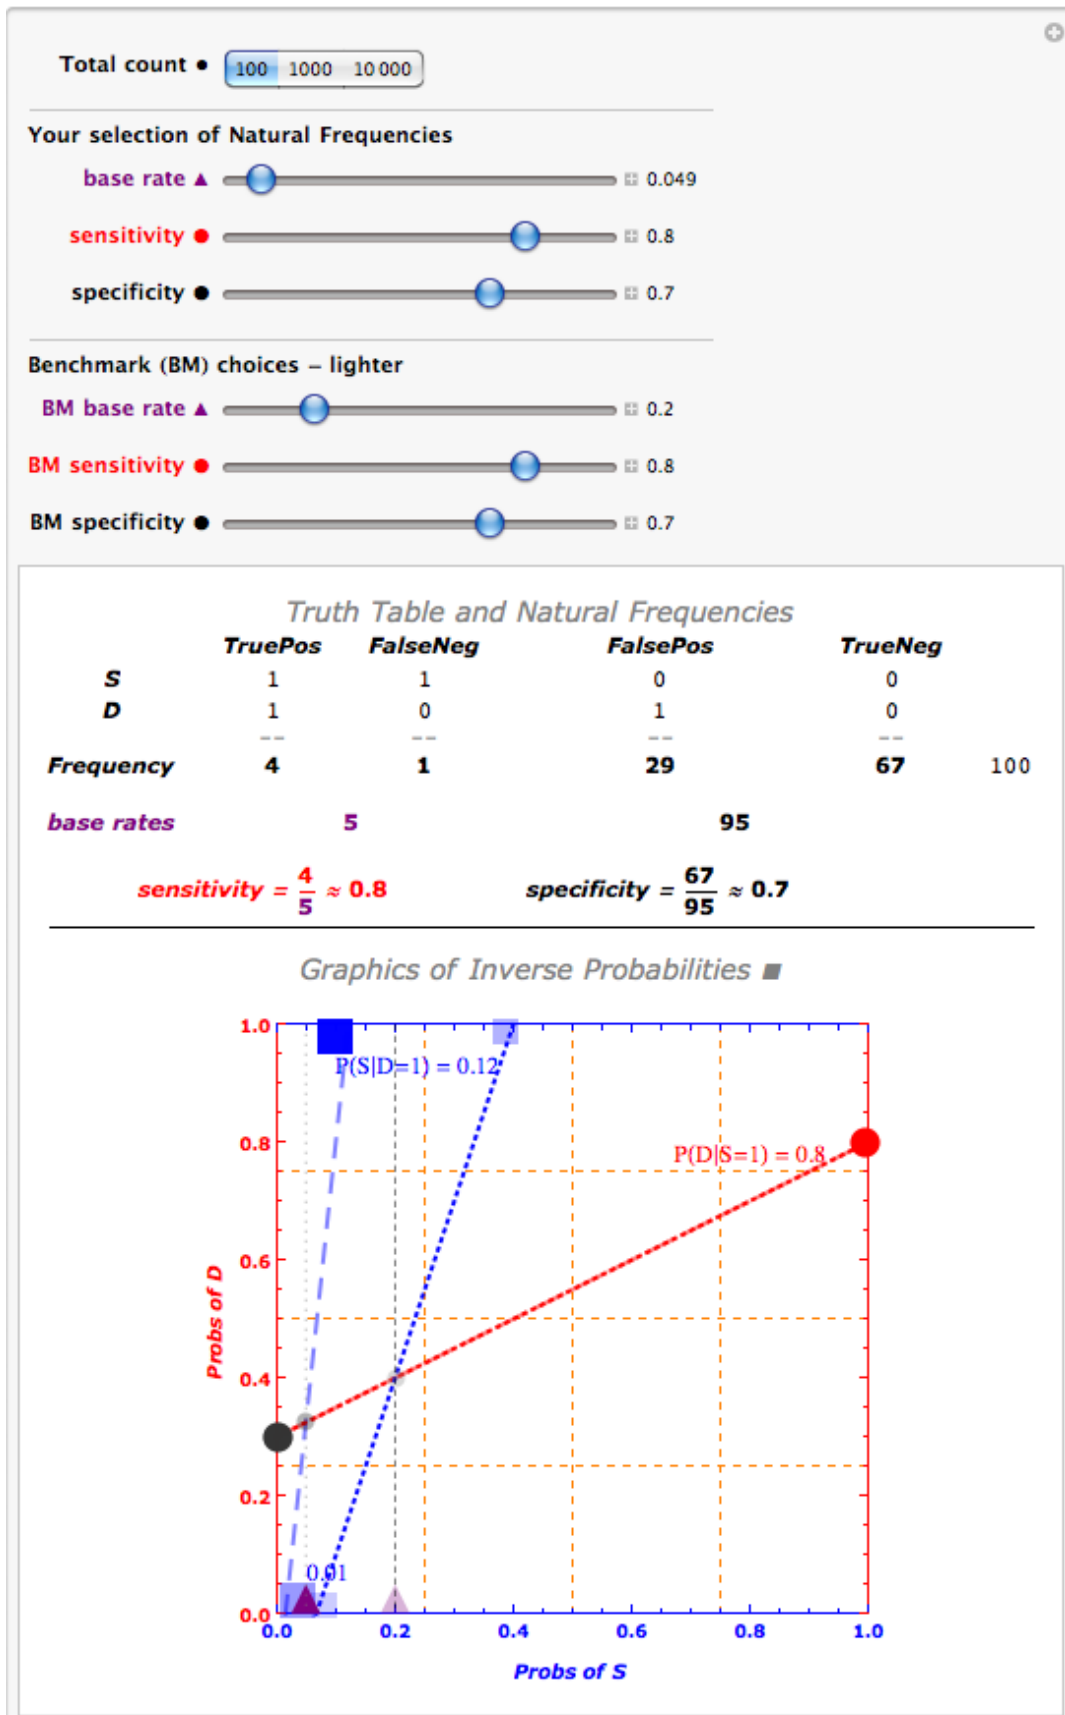 Total count • 100 1000 10 000
Your selection of Natural Frequencies
base rate ▲ 0.049
sensitivity ● 0.8
specificity ● 0.7
Benchmark (BM) choices – lighter
BM base rate ▲ 0.2
BM sensitivity ● 0.8
BM specificity ● 0.7
Truth Table and Natural Frequencies
TruePos FalseNeg FalsePos TrueNeg
S 1 1 0 0
D 1 0 1 0
-- -- -- --
Frequency 4 1 29 67 100
base rates 5 95
sensitivity = 4/5 ≈ 0.8 specificity = 67/95 ≈ 0.7
Graphics of Inverse Probabilities ■
1.0
P(S|D=1) = 0.12
0.8
P(D|S=1) = 0.8
0.6
Probs of D
0.4
0.2
0.01
0.0
0.0 0.2 0.4 0.6 0.8 1.0
Probs of S